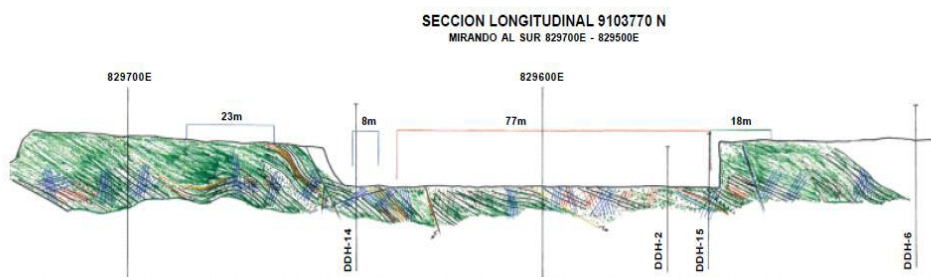 SECCION LONGITUDINAL 9103770 N
MIRANDO AL SUR 829700E - 829500E
829700E
829600E
23m
8m
77m
18m
DDH-14
DDH-2
DDH-15
DDH-6